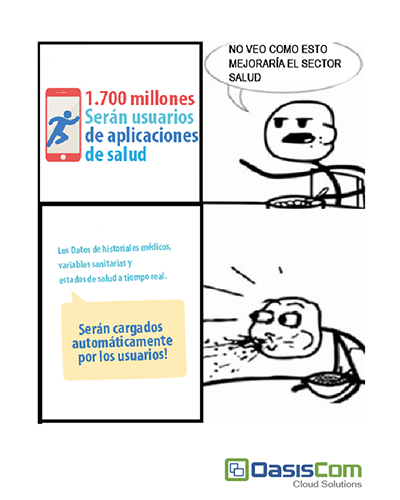 1.700 millones
Serán usuarios
de aplicaciones
de salud
NO VEO COMO ESTO
MEJORARÍA EL SECTOR
SALUD
Los Datos de historiales médicos,
variables sanitarias y
estados de salud a tiempo real.
Serán cargados
automáticamente
por los usuarios!
OasisCom
Cloud Solutions